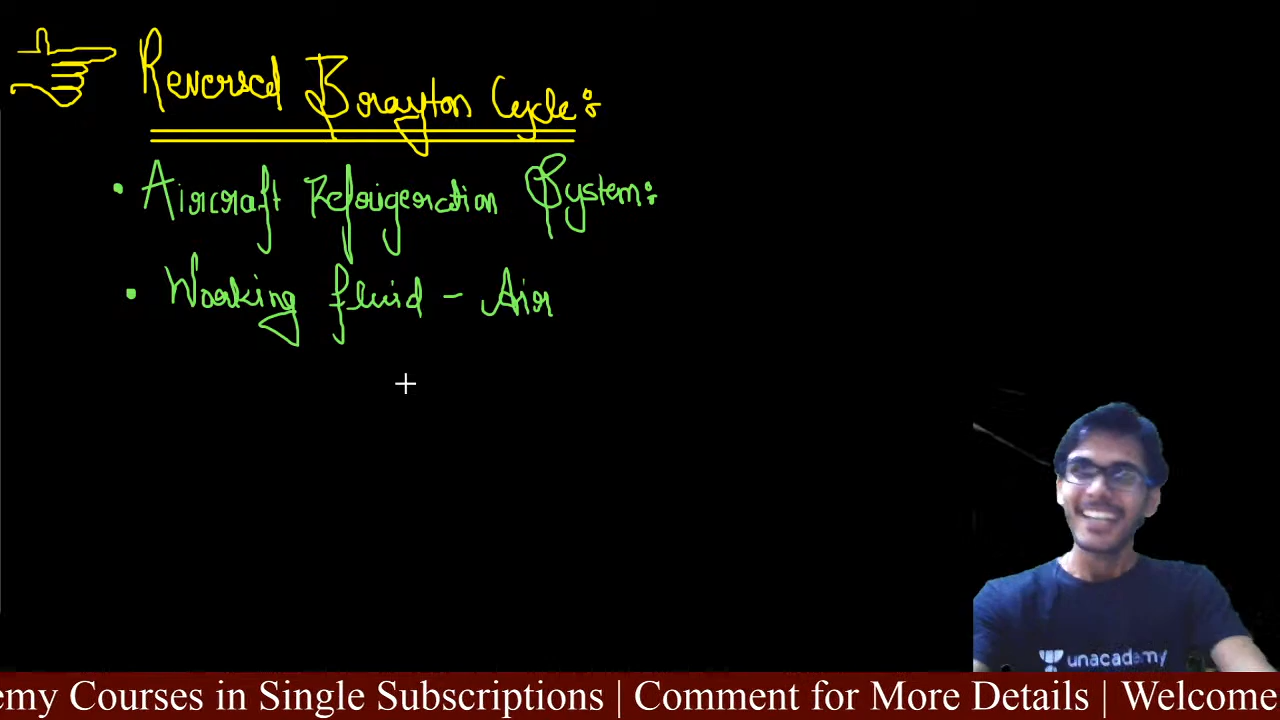 Reversed Brayton Cycle:
• Aircraft Refrigeration System:
• Working fluid - Air
unacademy
emy Courses in Single Subscriptions | Comment for More Details | Welcome